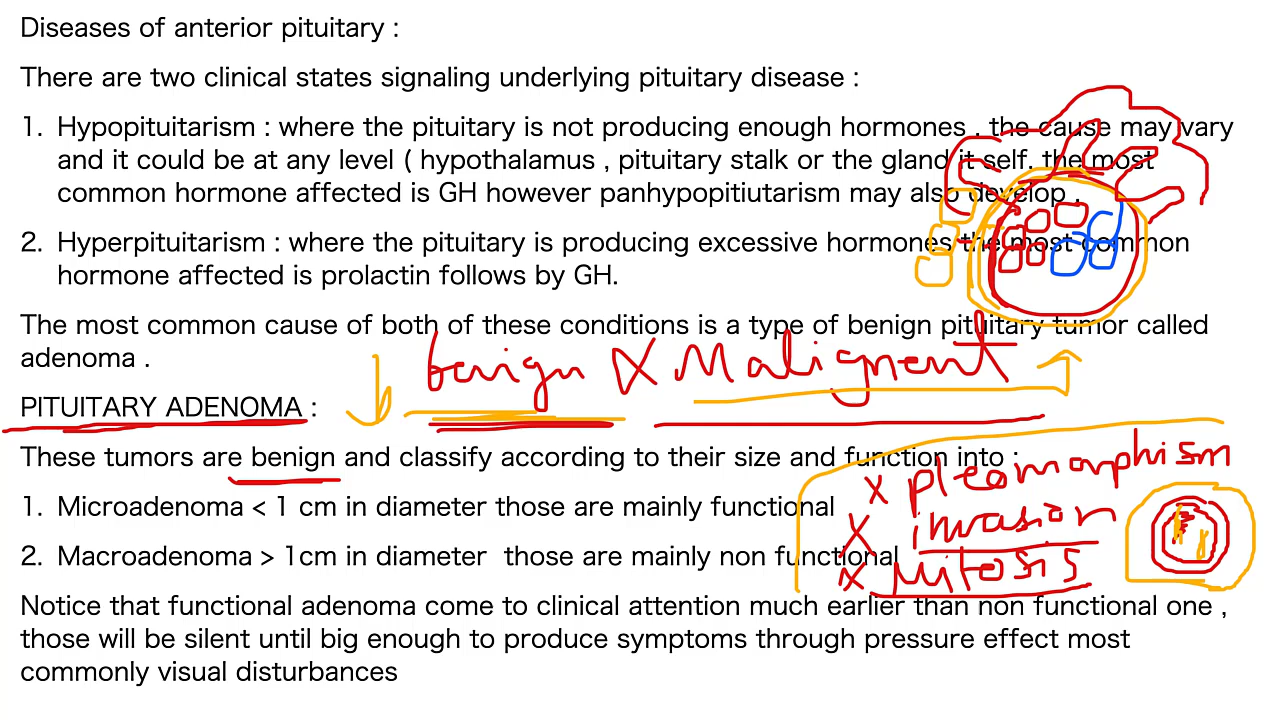 Diseases of anterior pituitary :
There are two clinical states signaling underlying pituitary disease :
1. Hypopituitarism : where the pituitary is not producing enough hormones , the cause may vary
and it could be at any level ( hypothalamus , pituitary stalk or the gland it self. the most
common hormone affected is GH however panhypopitiutarism may also develop .
2. Hyperpituitarism : where the pituitary is producing excessive hormones the most common
hormone affected is prolactin follows by GH.
The most common cause of both of these conditions is a type of benign pituitary tumor called
adenoma .
benign X Malignent
PITUITARY ADENOMA :
These tumors are benign and classify according to their size and function into :
x pleomorphism
1. Microadenoma < 1 cm in diameter those are mainly functional
x invasion
2. Macroadenoma > 1cm in diameter those are mainly non functional
x Mitosis
Notice that functional adenoma come to clinical attention much earlier than non functional one ,
those will be silent until big enough to produce symptoms through pressure effect most
commonly visual disturbances